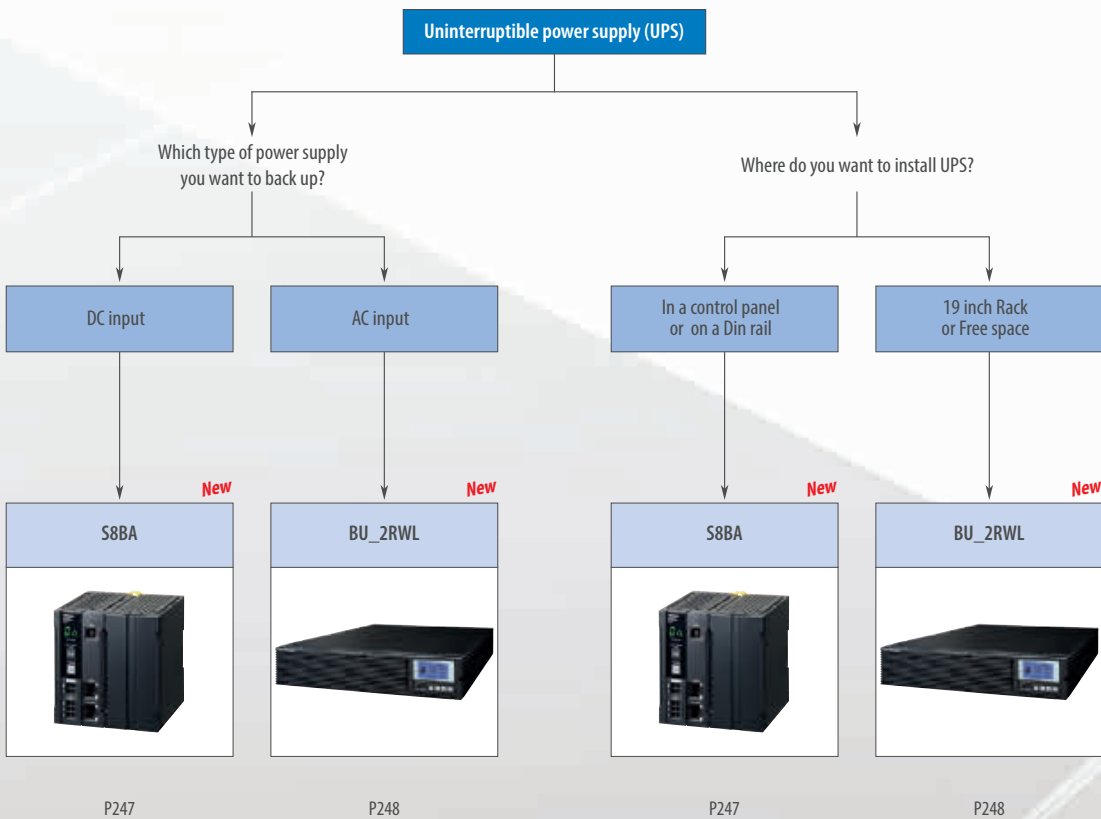 Uninterruptible power supply (UPS)
Which type of power supply
you want to back up?
Where do you want to install UPS?
DC input
AC input
In a control panel
or on a Din rail
19 inch Rack
or Free space
New
New
New
New
S8BA
BU_2RWL
S8BA
BU_2RWL
P247
P248
P247
P248